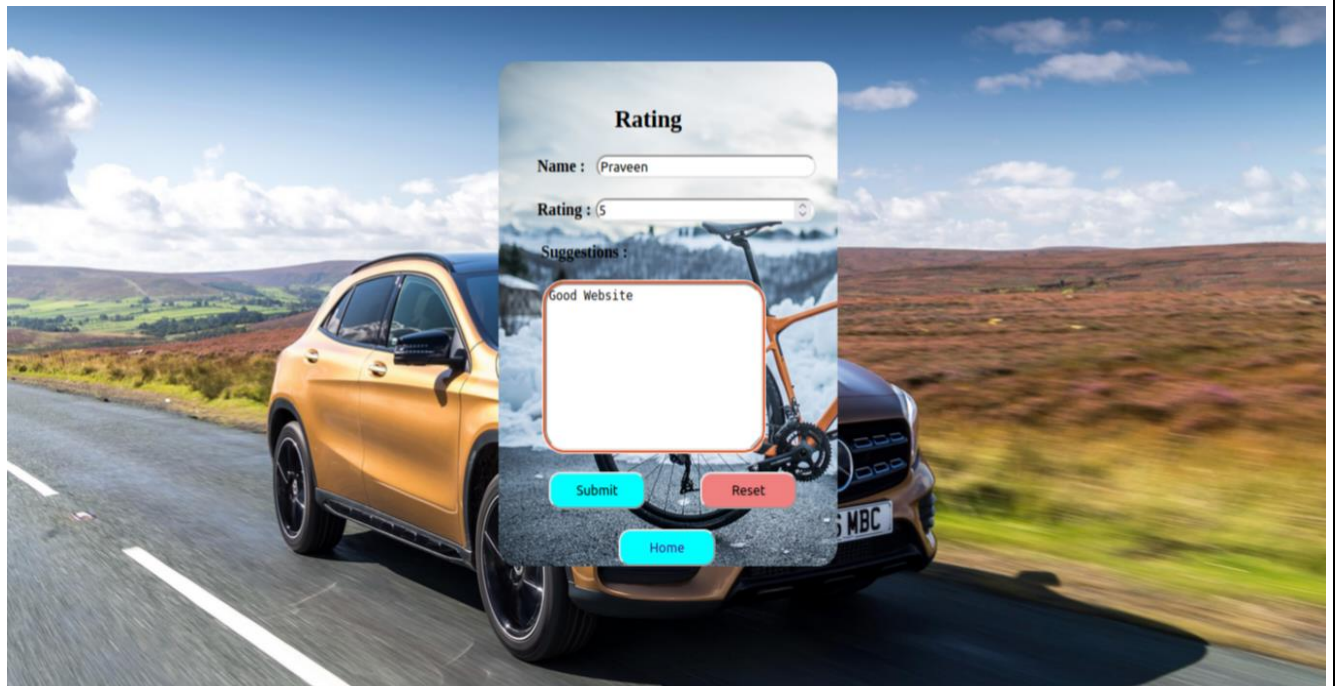 Rating
Name : Praveen
Rating : 5
Suggestions :
Good Website
Submit Reset
Home
MBC